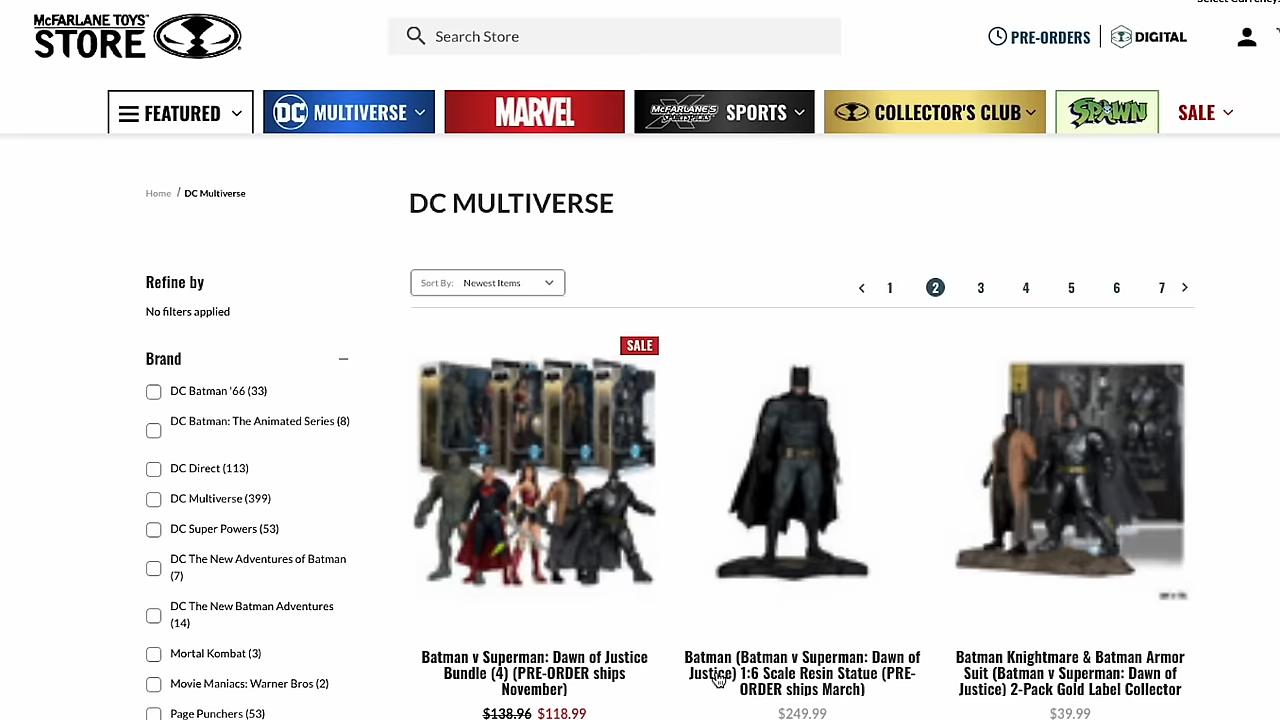 McFARLANE TOYS
STORE
Search Store
PRE-ORDERS
DIGITAL
FEATURED
DC MULTIVERSE
MARVEL
McFARLANE'S SPORTS
COLLECTOR'S CLUB
SPAWN
SALE
Home / DC Multiverse
DC MULTIVERSE
Refine by
No filters applied
Sort By: Newest Items
1 2 3 4 5 6 7
Brand
DC Batman '66 (33)
DC Batman: The Animated Series (8)
DC Direct (113)
DC Multiverse (399)
DC Super Powers (53)
DC The New Adventures of Batman
(7)
DC The New Batman Adventures
(14)
Mortal Kombat (3)
Movie Maniacs: Warner Bros (2)
Page Punchers (53)
SALE
Batman v Superman: Dawn of Justice
Bundle (4) (PRE-ORDER ships
November)
$138.96 $118.99
Batman (Batman v Superman: Dawn of
Justice) 1:6 Scale Resin Statue (PRE-
ORDER ships March)
$249.99
Batman Knightmare & Batman Armor
Suit (Batman v Superman: Dawn of
Justice) 2-Pack Gold Label Collector
$39.99